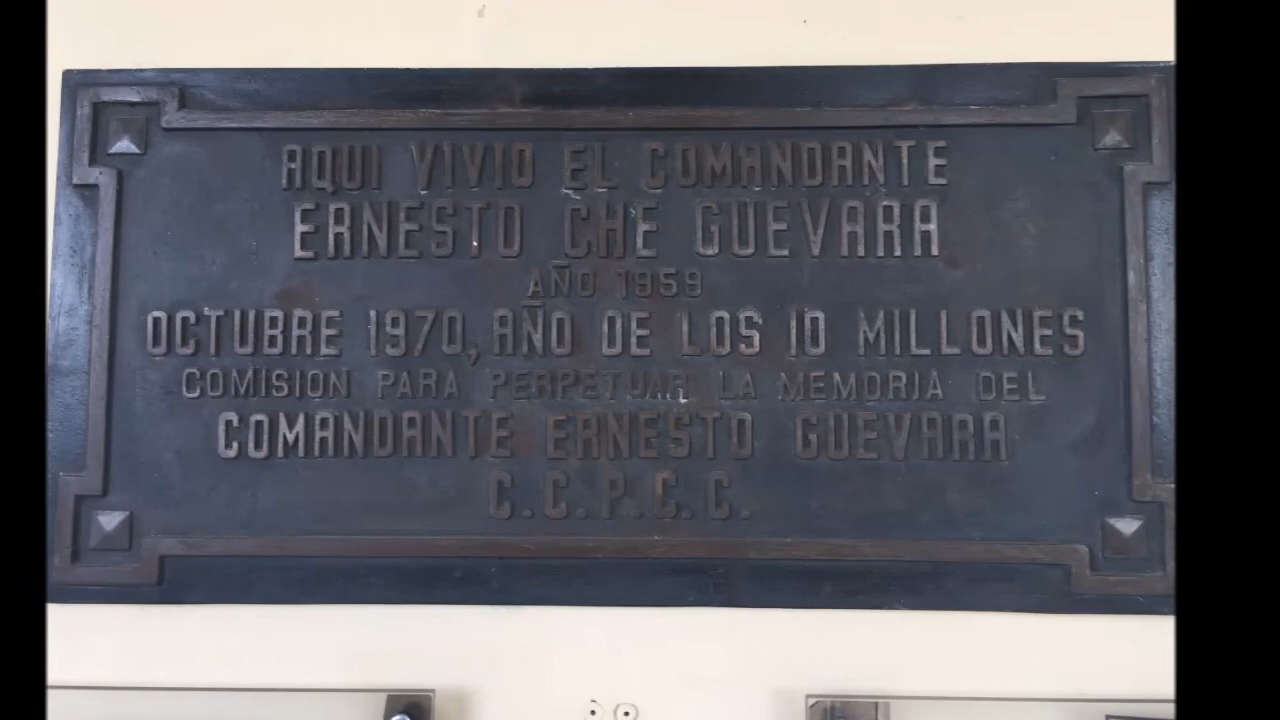 AQUI VIVIO EL COMANDANTE
ERNESTO CHE GUEVARA
AÑO 1959
OCTUBRE 1970, AÑO DE LOS 10 MILLONES
COMISION PARA PERPETUAR LA MEMORIA DEL
COMANDANTE ERNESTO GUEVARA
C.C.P.C.C.